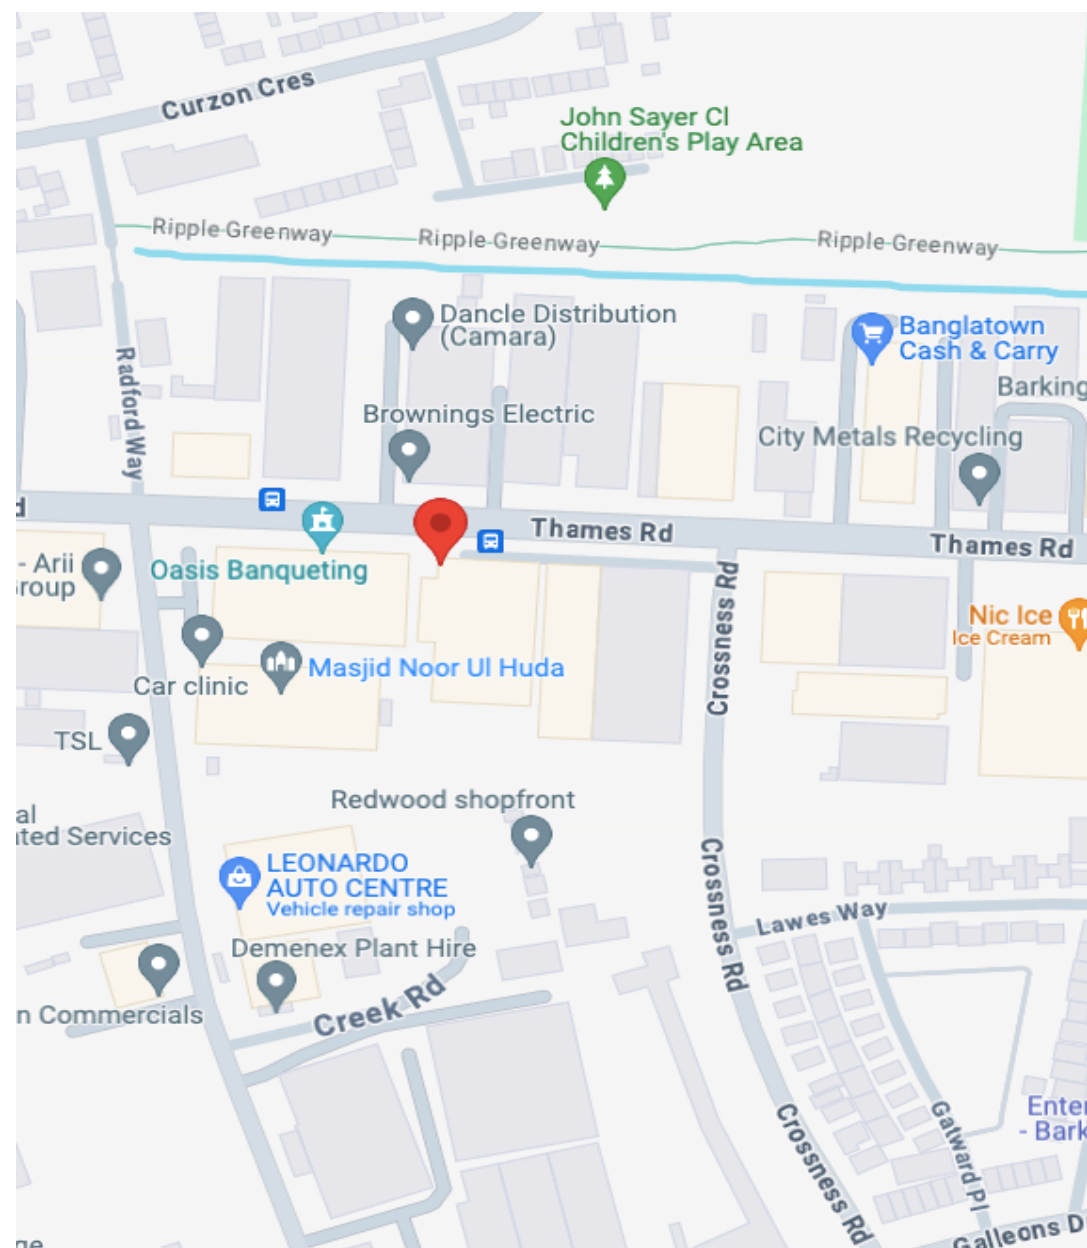 Curzon Cres
John Sayer Cl
Children's Play Area
Ripple Greenway
Ripple Greenway
Ripple Greenway
Dancle Distribution
(Camara)
Banglatown
Cash & Carry
Radford Way
Barking
Brownings Electric
City Metals Recycling
d
Thames Rd
Thames Rd
- Arii
Group
Oasis Banqueting
Crossness Rd
Nic Ice
Ice Cream
Masjid Noor Ul Huda
Car clinic
TSL
Redwood shopfront
al
ated Services
LEONARDO
AUTO CENTRE
Vehicle repair shop
Crossness Rd
Lawes Way
Demenex Plant Hire
n Commercials
Creek Rd
Crossness Rd
Gatward Pl
Enter
- Bark
Galleons D
ge